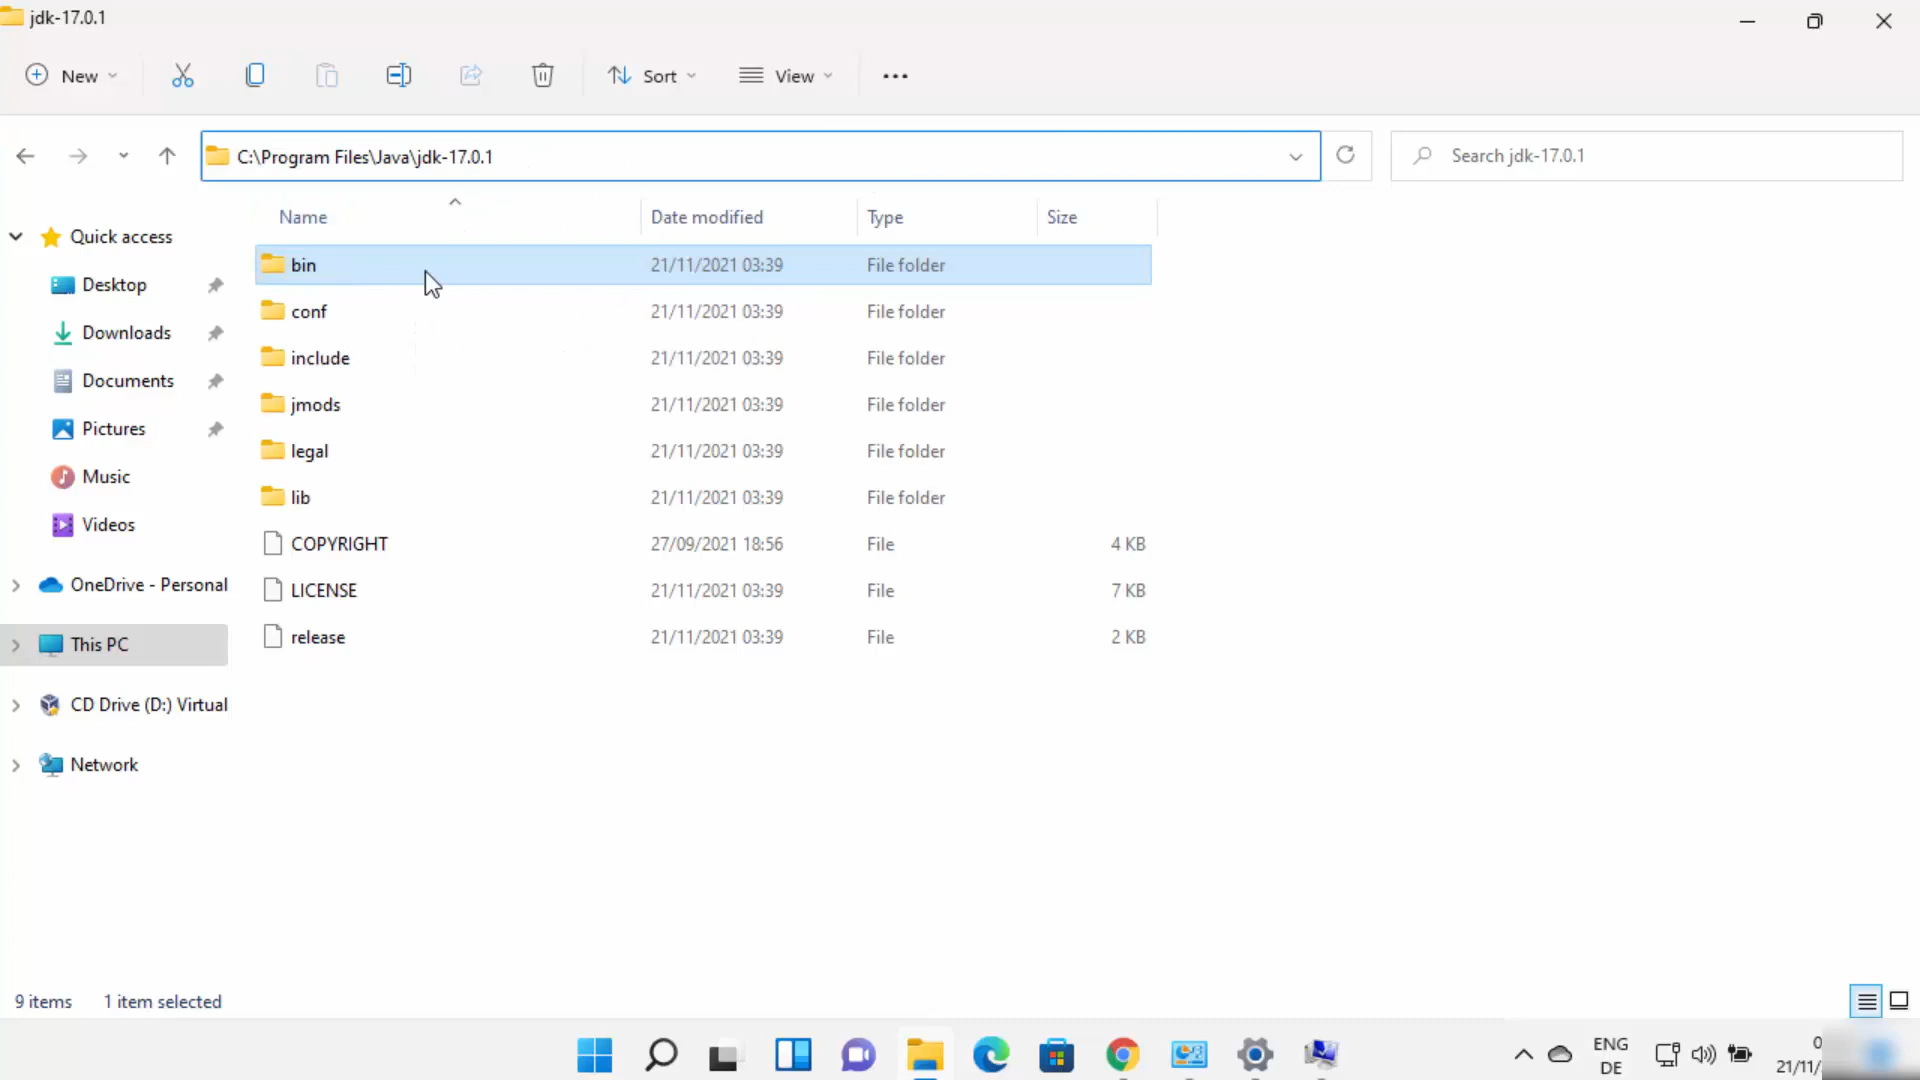 jdk-17.0.1
New
Sort
View
C:\Program Files\Java\jdk-17.0.1
Search jdk-17.0.1
Name Date modified Type Size
Quick access
Desktop
Downloads
Documents
Pictures
Music
Videos
OneDrive - Personal
This PC
CD Drive (D:) Virtual
Network
bin 21/11/2021 03:39 File folder
conf 21/11/2021 03:39 File folder
include 21/11/2021 03:39 File folder
jmods 21/11/2021 03:39 File folder
legal 21/11/2021 03:39 File folder
lib 21/11/2021 03:39 File folder
COPYRIGHT 27/09/2021 18:56 File 4 KB
LICENSE 21/11/2021 03:39 File 7 KB
release 21/11/2021 03:39 File 2 KB
9 items 1 item selected
ENG
DE
21/11/